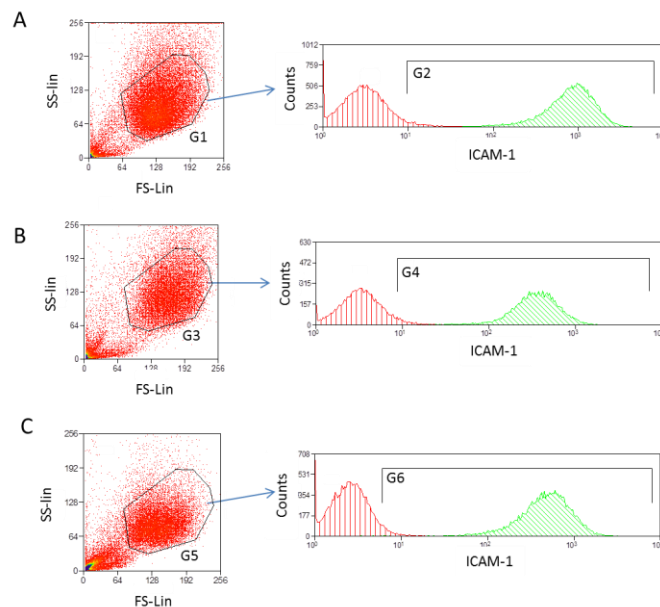 A
SS-lin
256
192
128
64
0
0 64 128 192 256
FS-Lin
G1
Counts
1012
759
506
253
0
G2
10⁰ 10¹ 10² 10³
ICAM-1
B
SS-lin
256
192
128
64
0
0 64 128 192 256
FS-Lin
G3
Counts
630
472
315
157
0
G4
10⁰ 10¹ 10² 10³
ICAM-1
C
SS-lin
256
192
128
64
0
0 64 128 192 256
FS-Lin
G5
Counts
708
531
354
177
0
G6
10⁰ 10¹ 10² 10³
ICAM-1